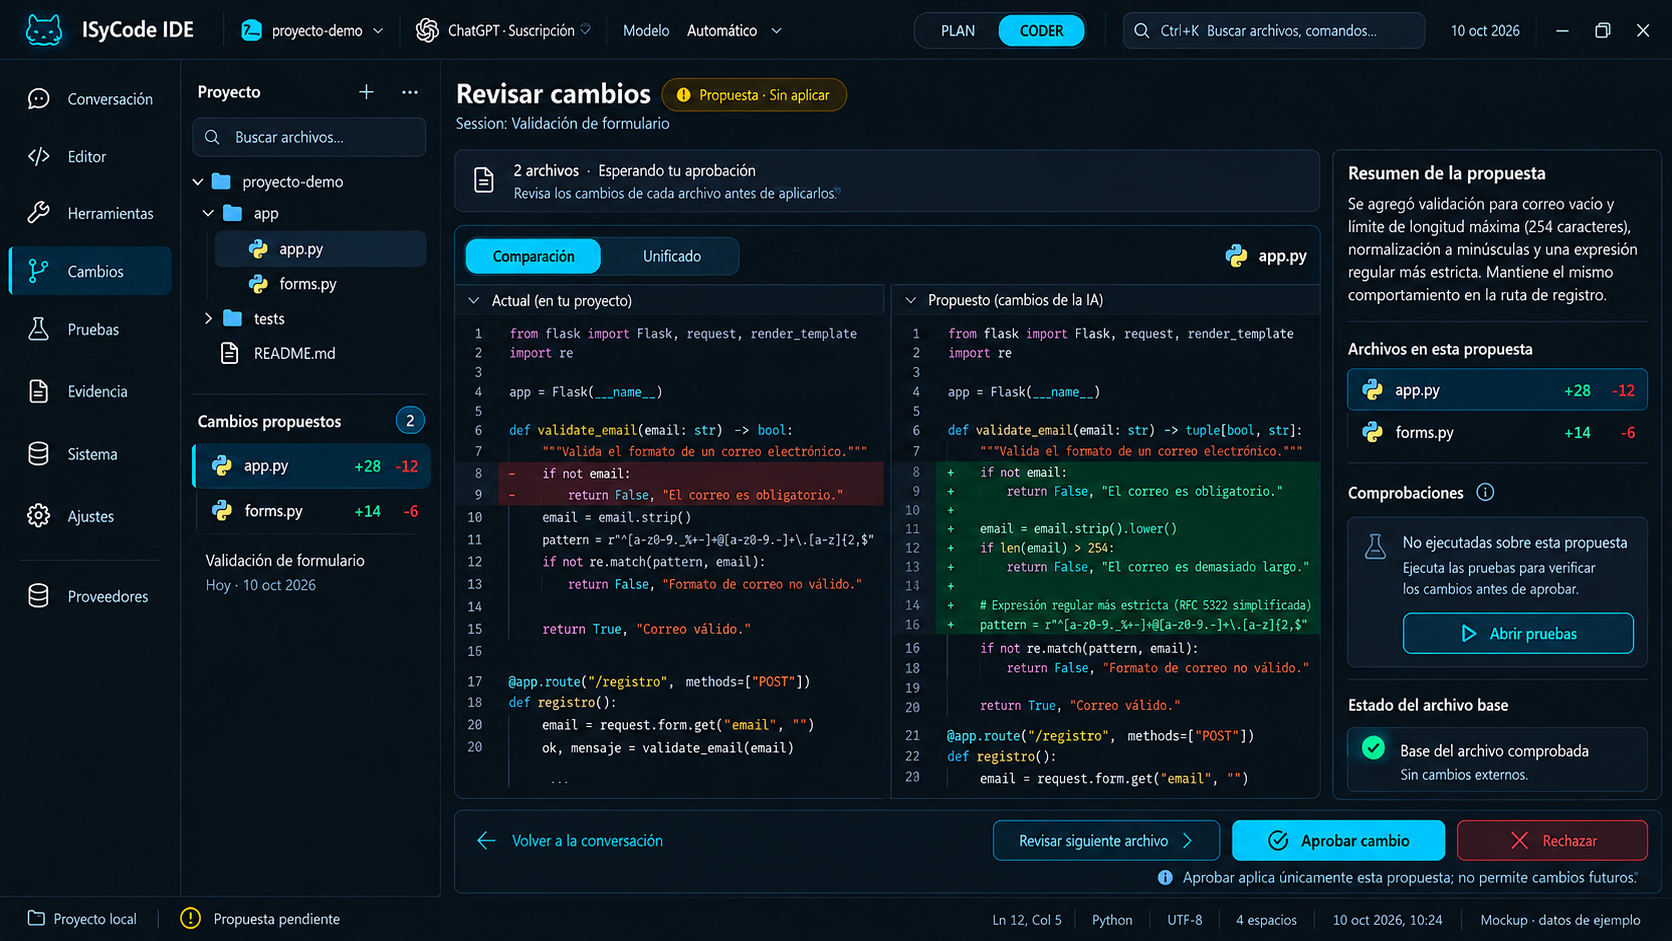 ISyCode IDE
proyecto-demo
ChatGPT · Suscripción
Modelo Automático
PLAN CODER
Ctrl+K Buscar archivos, comandos...
10 oct 2026
Conversación
Editor
Herramientas
Cambios
Pruebas
Evidencia
Sistema
Ajustes
Proveedores
Proyecto
Buscar archivos...
proyecto-demo
app
app.py
forms.py
tests
README.md
Cambios propuestos 2
app.py +28 -12
forms.py +14 -6
Validación de formulario
Hoy · 10 oct 2026
Revisar cambios
Propuesta · Sin aplicar
Session: Validación de formulario
2 archivos · Esperando tu aprobación
Revisa los cambios de cada archivo antes de aplicarlos.
Comparación Unificado
app.py
Actual (en tu proyecto)
1 from flask import Flask, request, render_template
2 import re
3
4 app = Flask(__name__)
5
6 def validate_email(email: str) -> bool:
7 """Valida el formato de un correo electrónico."""
8 - if not email:
9 - return False, "El correo es obligatorio."
10 email = email.strip()
11 pattern = r"^[a-z0-9._%+-]+@[a-z0-9.-]+\.[a-z]{2,$"
12 if not re.match(pattern, email):
13 return False, "Formato de correo no válido."
14
15 return True, "Correo válido."
15
17 @app.route("/registro", methods=["POST"])
18 def registro():
20 email = request.form.get("email", "")
20 ok, mensaje = validate_email(email)
...
Propuesto (cambios de la IA)
1 from flask import Flask, request, render_template
2 import re
3
4 app = Flask(__name__)
5
6 def validate_email(email: str) -> tuple[bool, str]:
7 """Valida el formato de un correo electrónico."""
8 + if not email:
9 + return False, "El correo es obligatorio."
10 +
11 + email = email.strip().lower()
12 + if len(email) > 254:
13 + return False, "El correo es demasiado largo."
14 +
14 + # Expresión regular más estricta (RFC 5322 simplificada)
16 + pattern = r"^[a-z0-9._%+-]+@[a-z0-9.-]+\.[a-z]{2,$"
16 if not re.match(pattern, email):
18 return False, "Formato de correo no válido."
19
20 return True, "Correo válido."
21 @app.route("/registro", methods=["POST"])
22 def registro():
23 email = request.form.get("email", "")
Resumen de la propuesta
Se agregó validación para correo vacío y
límite de longitud máxima (254 caracteres),
normalización a minúsculas y una expresión
regular más estricta. Mantiene el mismo
comportamiento en la ruta de registro.
Archivos en esta propuesta
app.py +28 -12
forms.py +14 -6
Comprobaciones
No ejecutadas sobre esta propuesta
Ejecuta las pruebas para verificar
los cambios antes de aprobar.
Abrir pruebas
Estado del archivo base
Base del archivo comprobada
Sin cambios externos.
Volver a la conversación
Revisar siguiente archivo
Aprobar cambio
Rechazar
Aprobar aplica únicamente esta propuesta; no permite cambios futuros.
Proyecto local
Propuesta pendiente
Ln 12, Col 5
Python
UTF-8
4 espacios
10 oct 2026, 10:24
Mockup · datos de ejemplo